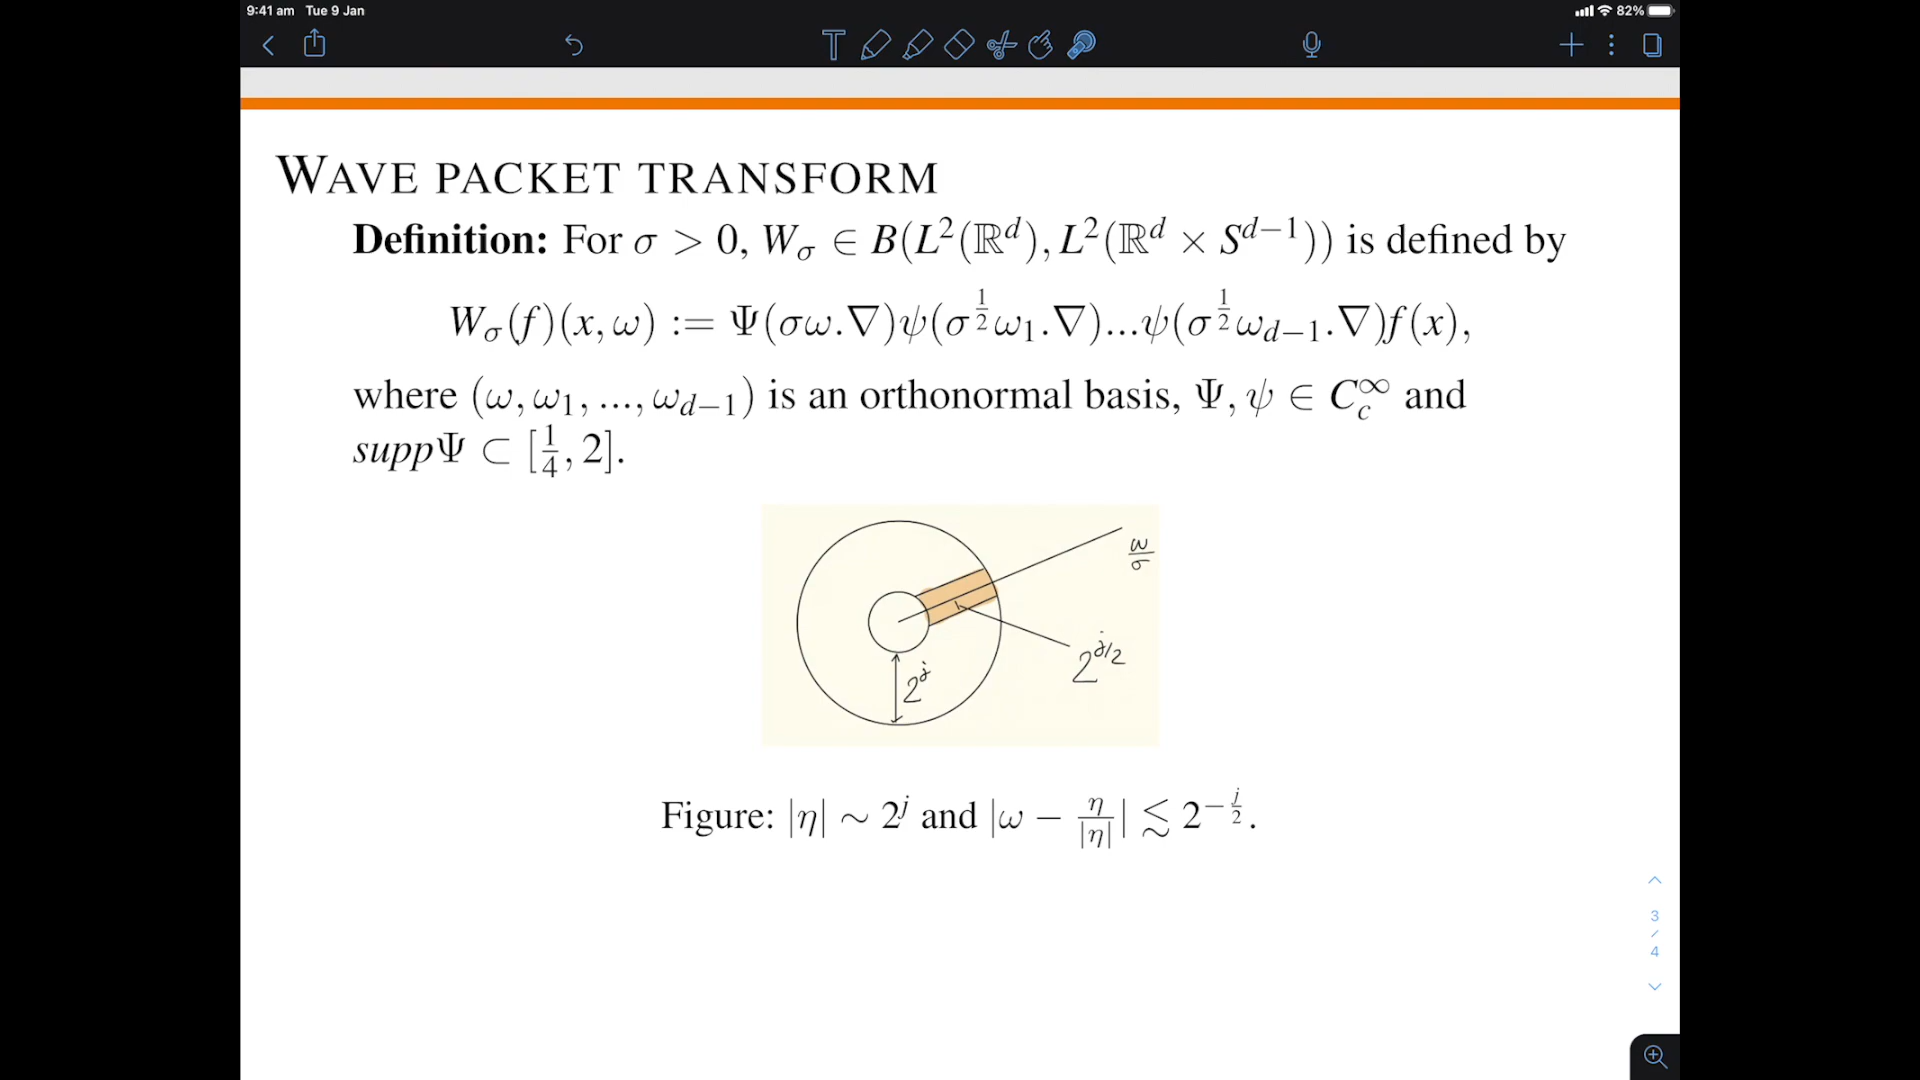 9:41 am Tue 9 Jan 82%
WAVE PACKET TRANSFORM
Definition: For σ > 0, W_σ ∈ B(L²(ℝ^d), L²(ℝ^d × S^{d−1})) is defined by
W_σ(f)(x, ω) := Ψ(σω.∇)ψ(σ^{1/2}ω_1.∇)...ψ(σ^{1/2}ω_{d−1}.∇)f(x),
where (ω, ω_1, ..., ω_{d−1}) is an orthonormal basis, Ψ, ψ ∈ C_c^∞ and
suppΨ ⊂ [1/4, 2].
ω/σ
2^{j/2}
2^j
Figure: |η| ∼ 2^j and |ω − η/|η|| ≲ 2^{−j/2}.
3
/
4